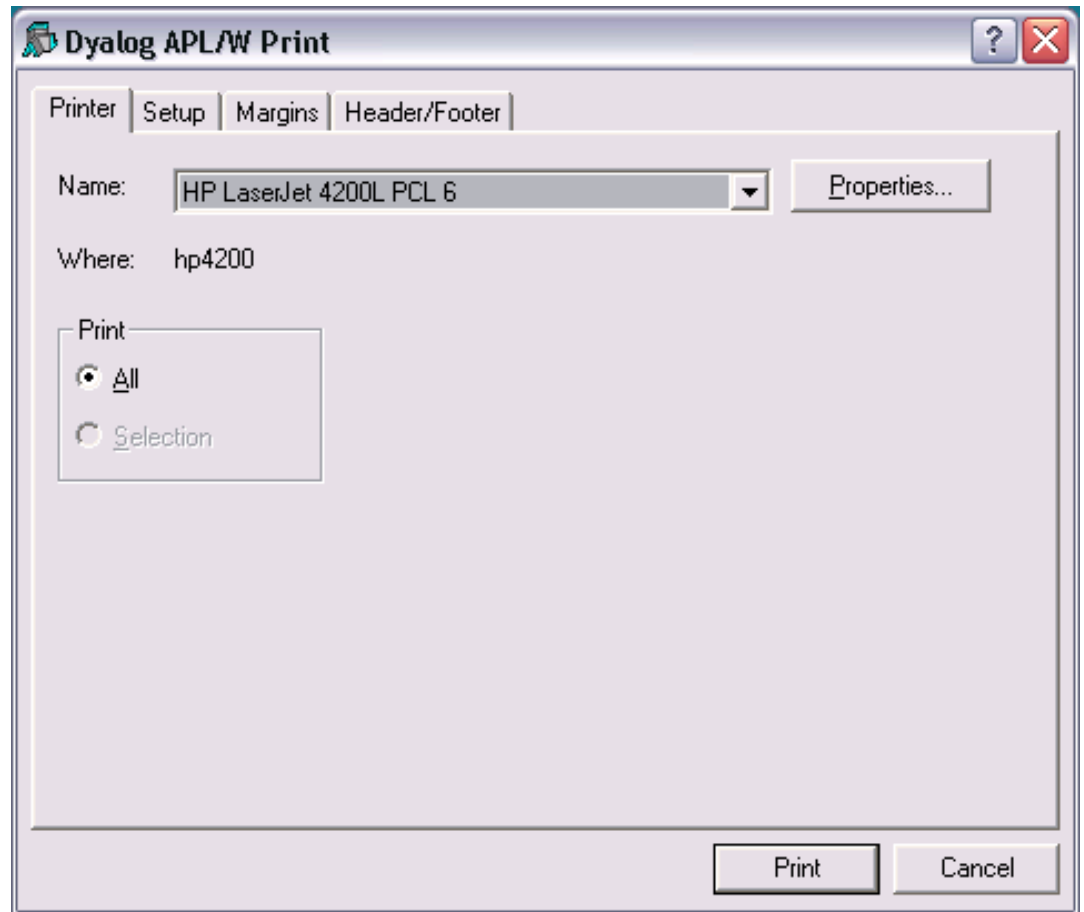 Dyalog APL/W Print
Printer Setup Margins Header/Footer
Name: HP LaserJet 4200L PCL 6 Properties...
Where: hp4200
Print
All
Selection
Print Cancel